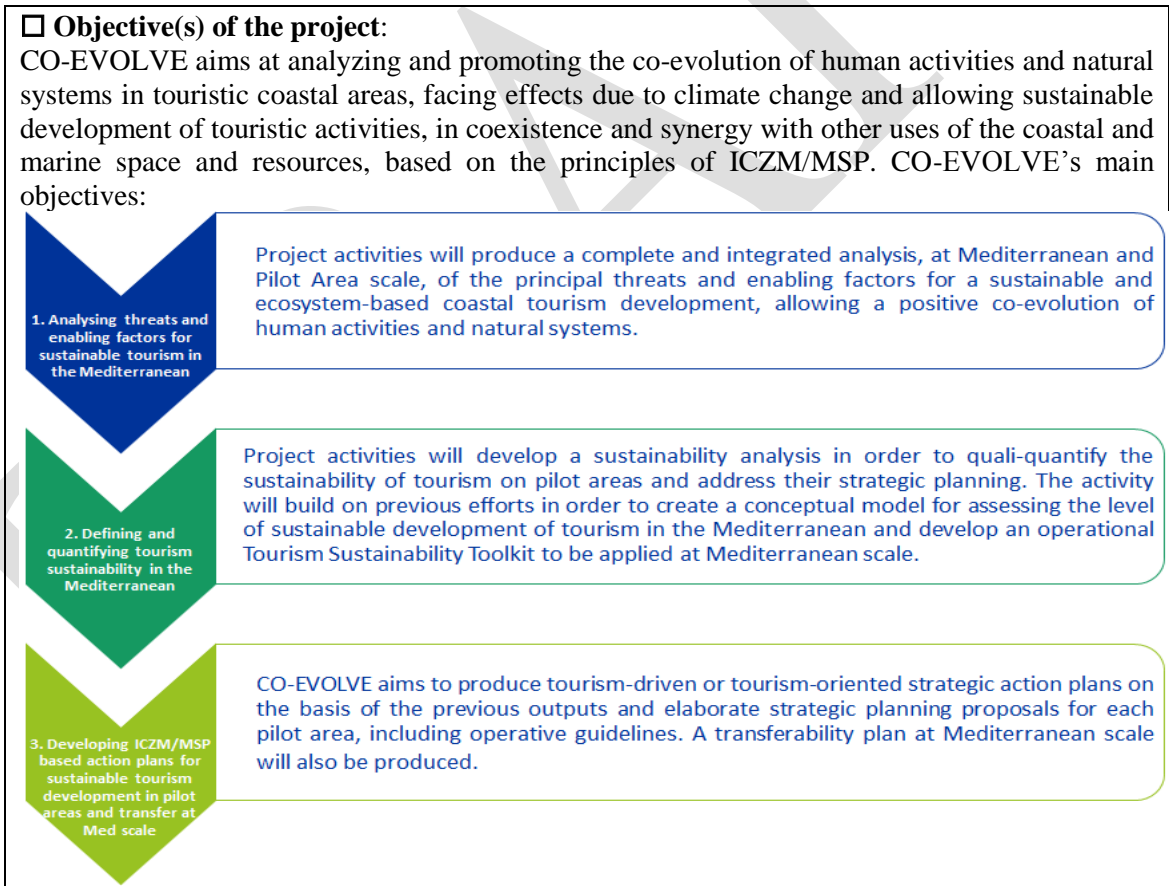 ☐ Objective(s) of the project:
CO-EVOLVE aims at analyzing and promoting the co-evolution of human activities and natural
systems in touristic coastal areas, facing effects due to climate change and allowing sustainable
development of touristic activities, in coexistence and synergy with other uses of the coastal and
marine space and resources, based on the principles of ICZM/MSP. CO-EVOLVE's main
objectives:
1. Analysing threats and
enabling factors for
sustainable tourism in
the Mediterranean
Project activities will produce a complete and integrated analysis, at Mediterranean and
Pilot Area scale, of the principal threats and enabling factors for a sustainable and
ecosystem-based coastal tourism development, allowing a positive co-evolution of
human activities and natural systems.
2. Defining and
quantifying tourism
sustainability in the
Mediterranean
Project activities will develop a sustainability analysis in order to quali-quantify the
sustainability of tourism on pilot areas and address their strategic planning. The activity
will build on previous efforts in order to create a conceptual model for assessing the level
of sustainable development of tourism in the Mediterranean and develop an operational
Tourism Sustainability Toolkit to be applied at Mediterranean scale.
3. Developing ICZM/MSP
based action plans for
sustainable tourism
development in pilot
areas and transfer at
Med scale
CO-EVOLVE aims to produce tourism-driven or tourism-oriented strategic action plans on
the basis of the previous outputs and elaborate strategic planning proposals for each
pilot area, including operative guidelines. A transferability plan at Mediterranean scale
will also be produced.